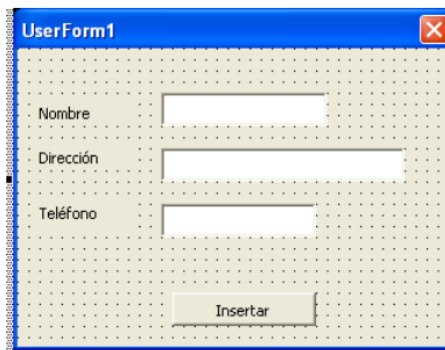 UserForm1
Nombre
Dirección
Teléfono
Insertar